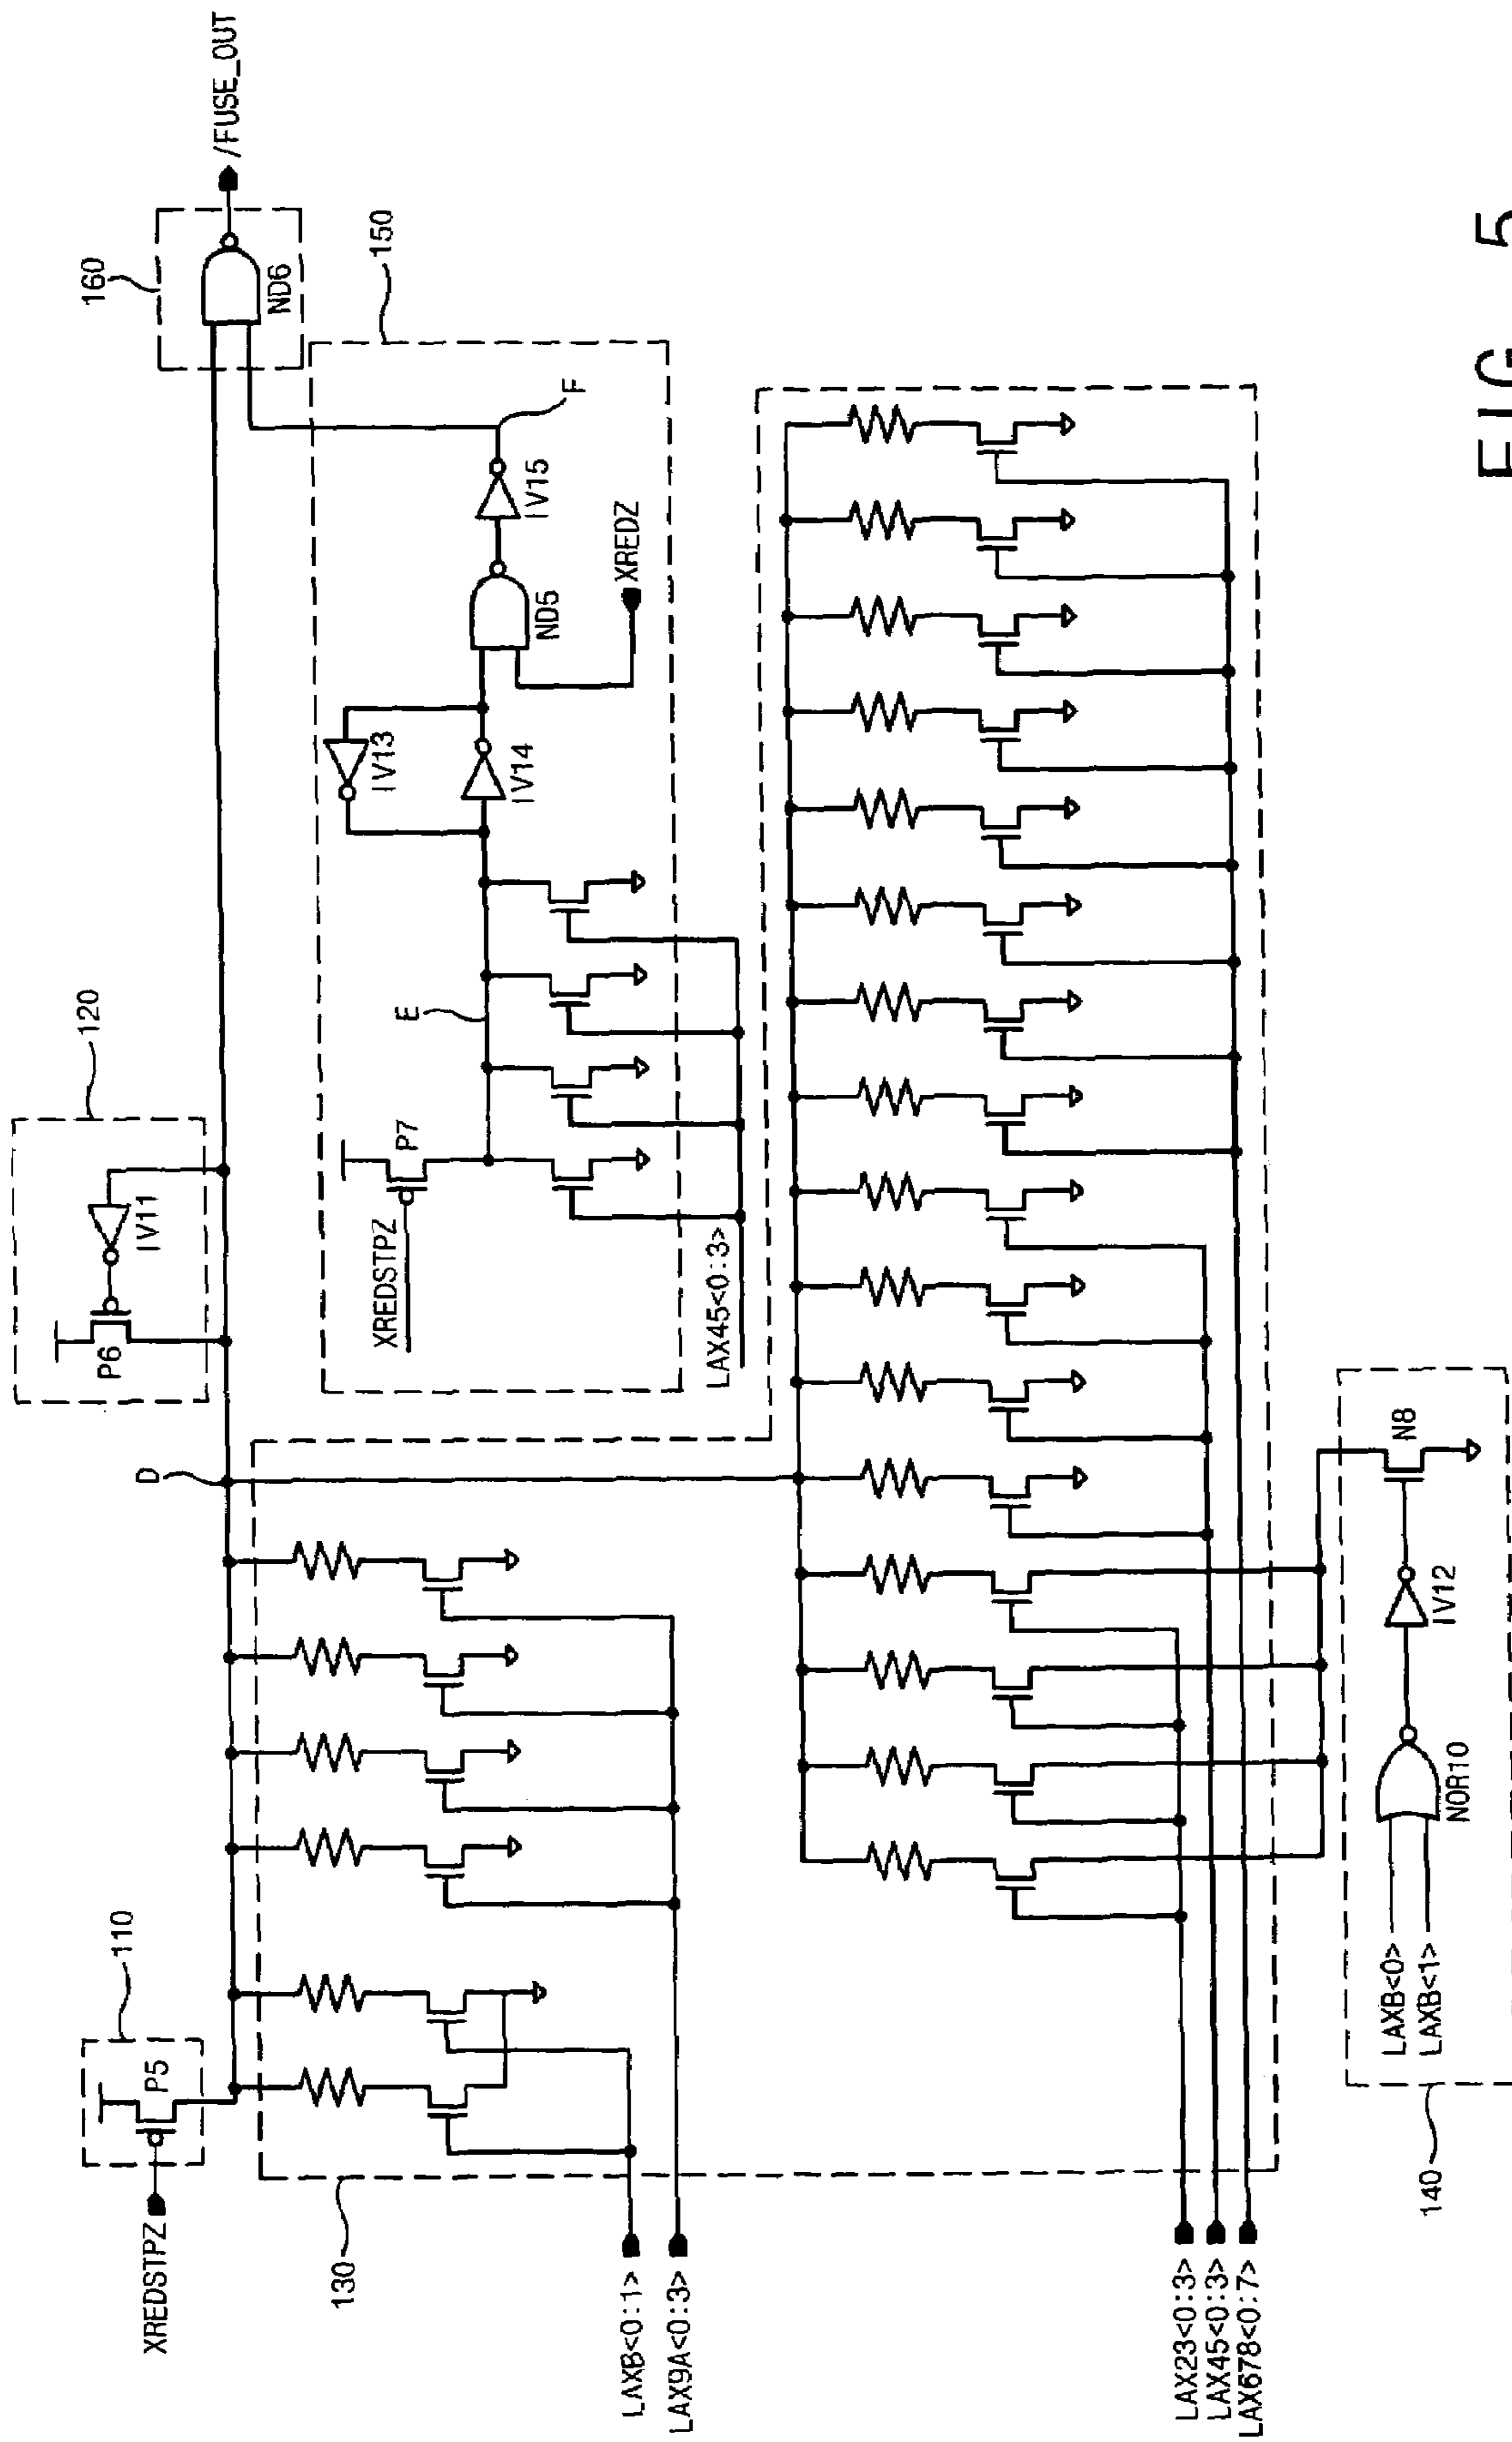 XREDSTPZ
110
P5
D
P6
IV11
120
160
ND6
/FUSE_OUT
130
LAXB<0:1>
LAX9A<0:3>
XREDSTPZ
P7
E
IV13
IV14
ND5
XREDZ
IV15
F
150
LAX45<0:3>
LAX23<0:3>
LAX45<0:3>
LAX678<0:7>
140
LAXB<0>
LAXB<1>
NOR10
IV12
N8
FIG. 5